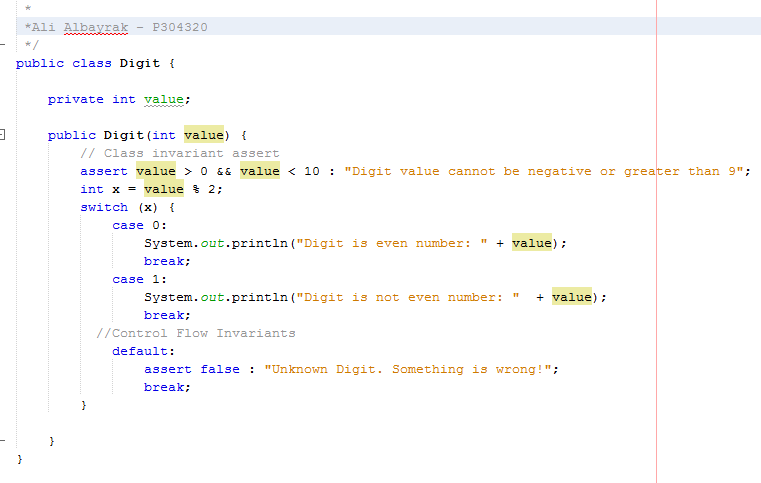 *
*Ali Albayrak - P304320
*/
public class Digit {
private int value;
public Digit(int value) {
// Class invariant assert
assert value > 0 && value < 10 : "Digit value cannot be negative or greater than 9";
int x = value % 2;
switch (x) {
case 0:
System.out.println("Digit is even number: " + value);
break;
case 1:
System.out.println("Digit is not even number: "  + value);
break;
//Control Flow Invariants
default:
assert false : "Unknown Digit. Something is wrong!";
break;
}
}
}